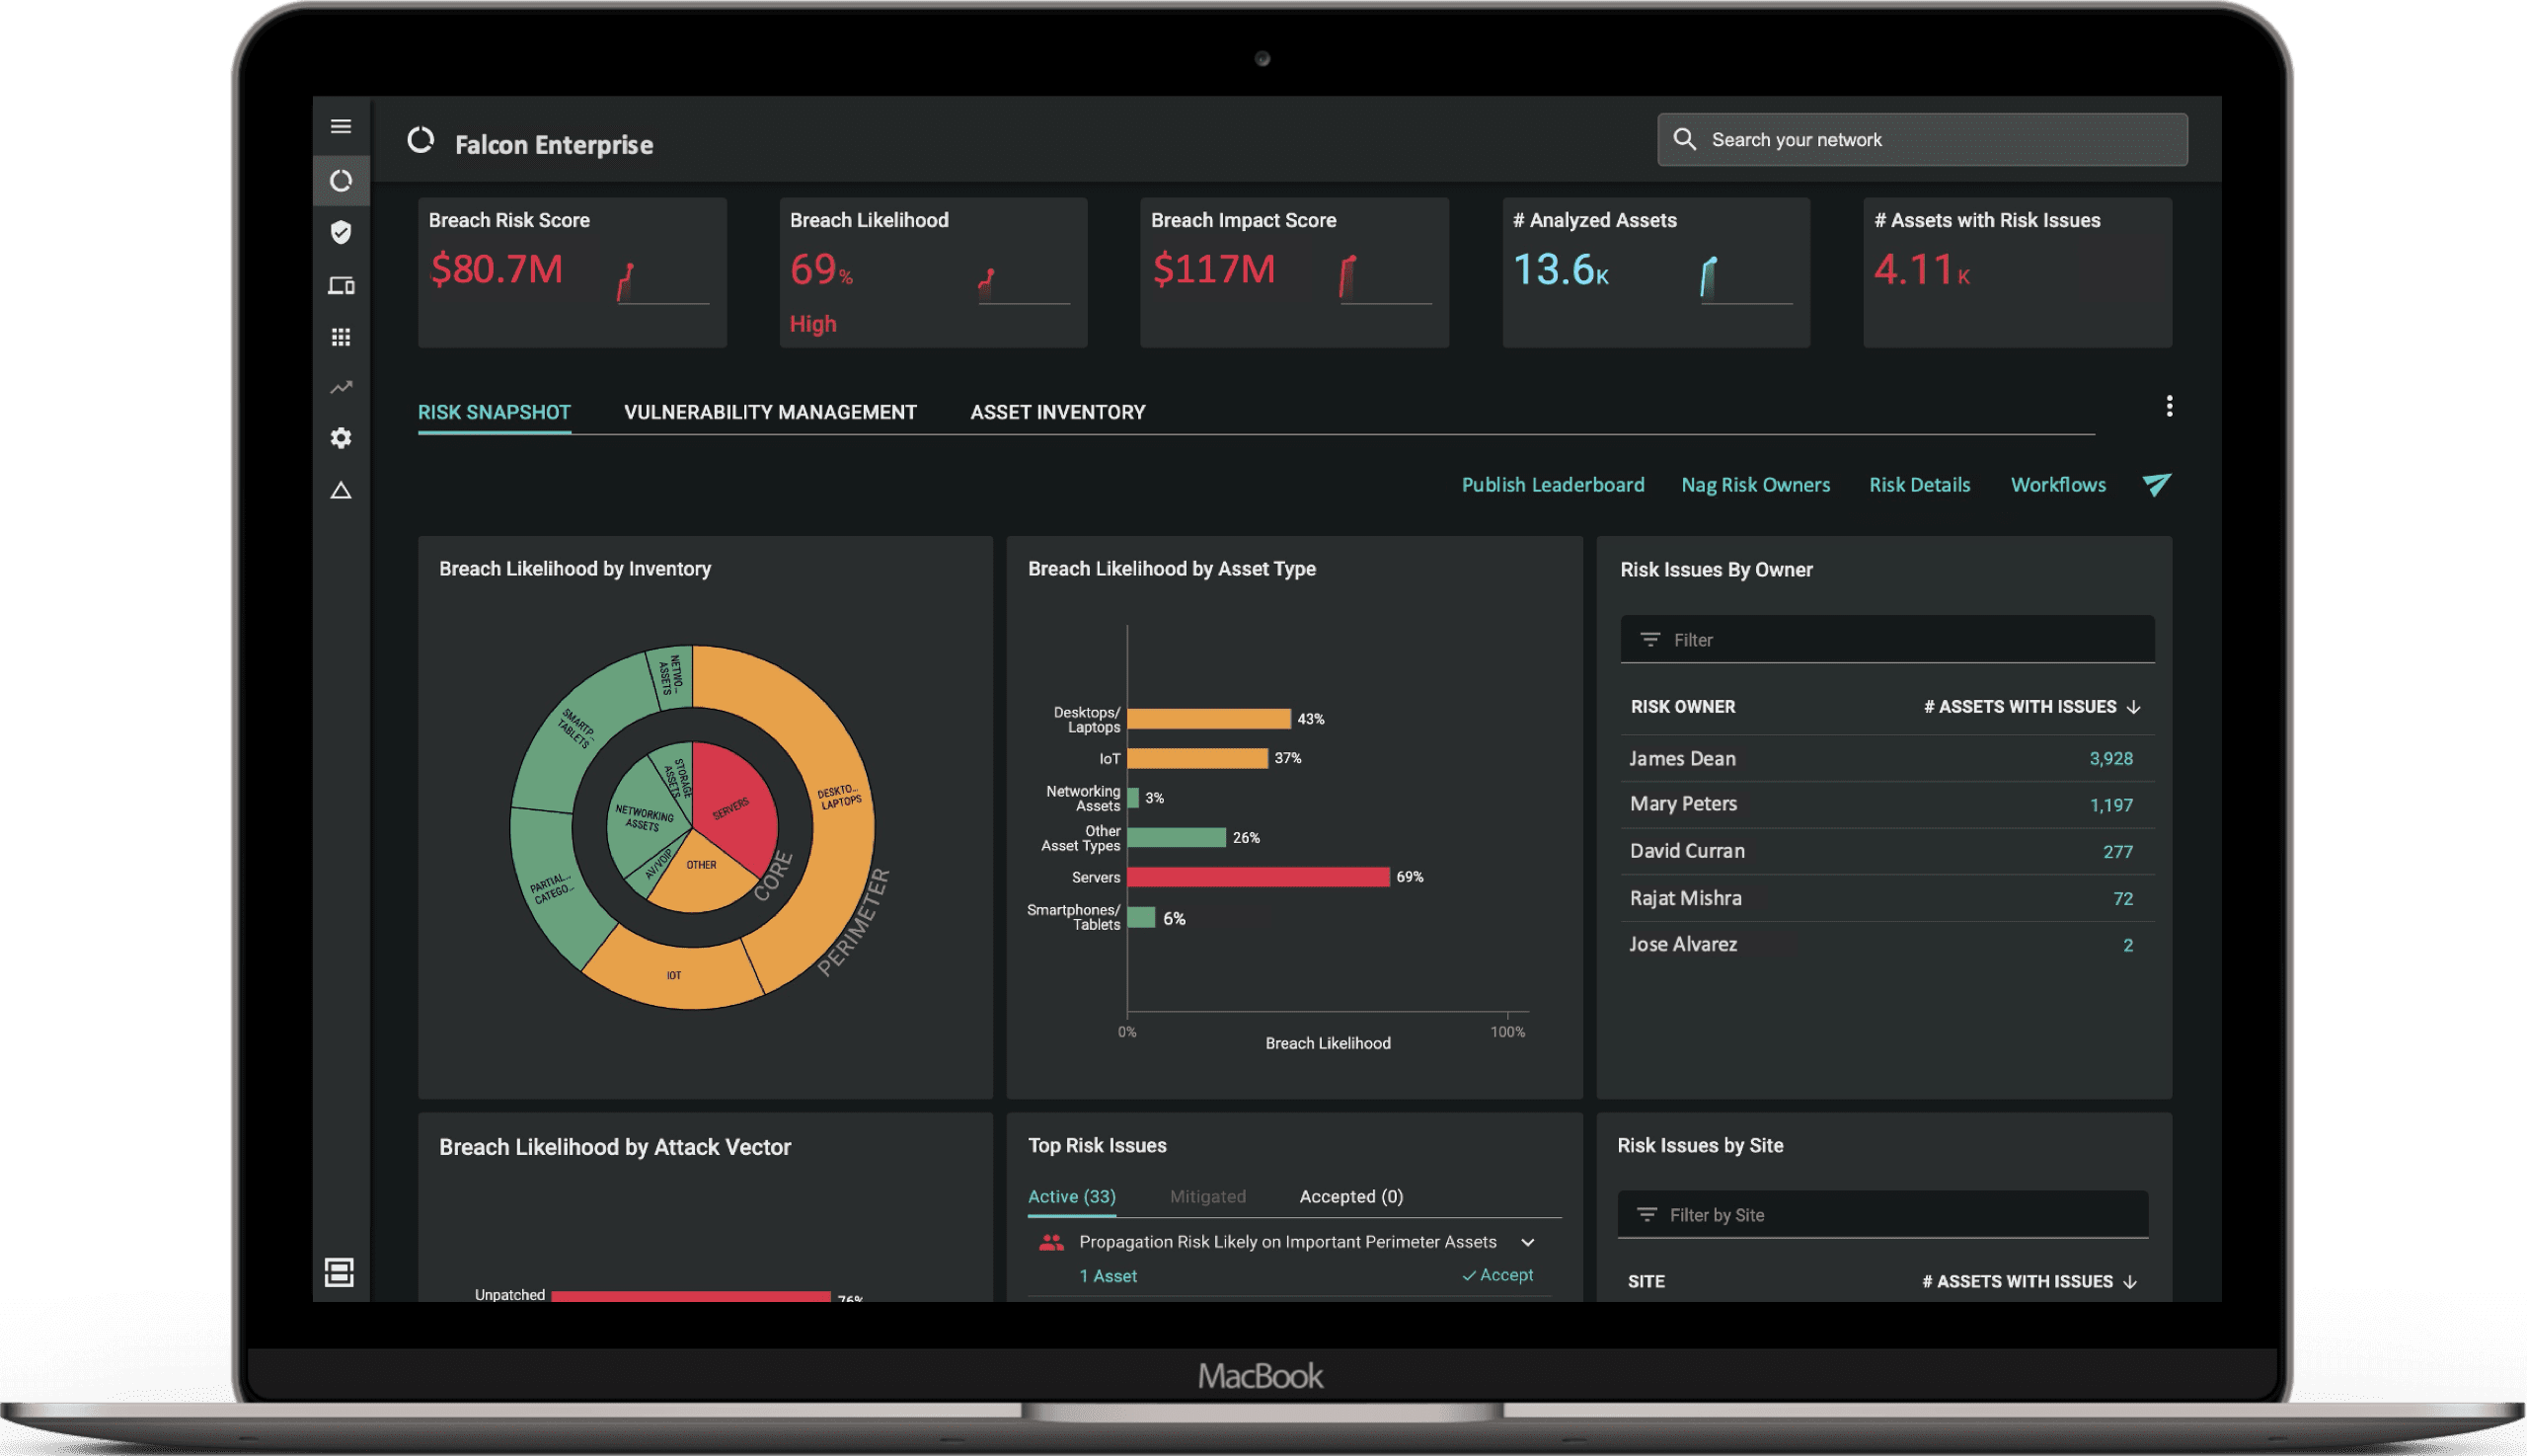 Falcon Enterprise
Search your network
Breach Risk Score
$80.7M
Breach Likelihood
69%
High
Breach Impact Score
$117M
# Analyzed Assets
13.6K
# Assets with Risk Issues
4.11K
RISK SNAPSHOT
VULNERABILITY MANAGEMENT
ASSET INVENTORY
Publish Leaderboard
Nag Risk Owners
Risk Details
Workflows
Breach Likelihood by Inventory
NETWO...
ASSETS
SMARTP...
TABLETS
PARTIAL...
CATEGO...
IOT
DESKTO...
LAPTOPS
STORAGE
ASSETS
SERVERS
NETWORKING
ASSETS
AV/VOIP
OTHER
CORE
PERIMETER
Breach Likelihood by Asset Type
Desktops/
Laptops
43%
IoT
37%
Networking
Assets
3%
Other
Asset Types
26%
Servers
69%
Smartphones/
Tablets
6%
0%
100%
Breach Likelihood
Risk Issues By Owner
Filter
RISK OWNER
# ASSETS WITH ISSUES
James Dean
3,928
Mary Peters
1,197
David Curran
277
Rajat Mishra
72
Jose Alvarez
2
Breach Likelihood by Attack Vector
Unpatched
76%
Top Risk Issues
Active (33)
Mitigated
Accepted (0)
Propagation Risk Likely on Important Perimeter Assets
1 Asset
Accept
Risk Issues by Site
Filter by Site
SITE
# ASSETS WITH ISSUES
MacBook